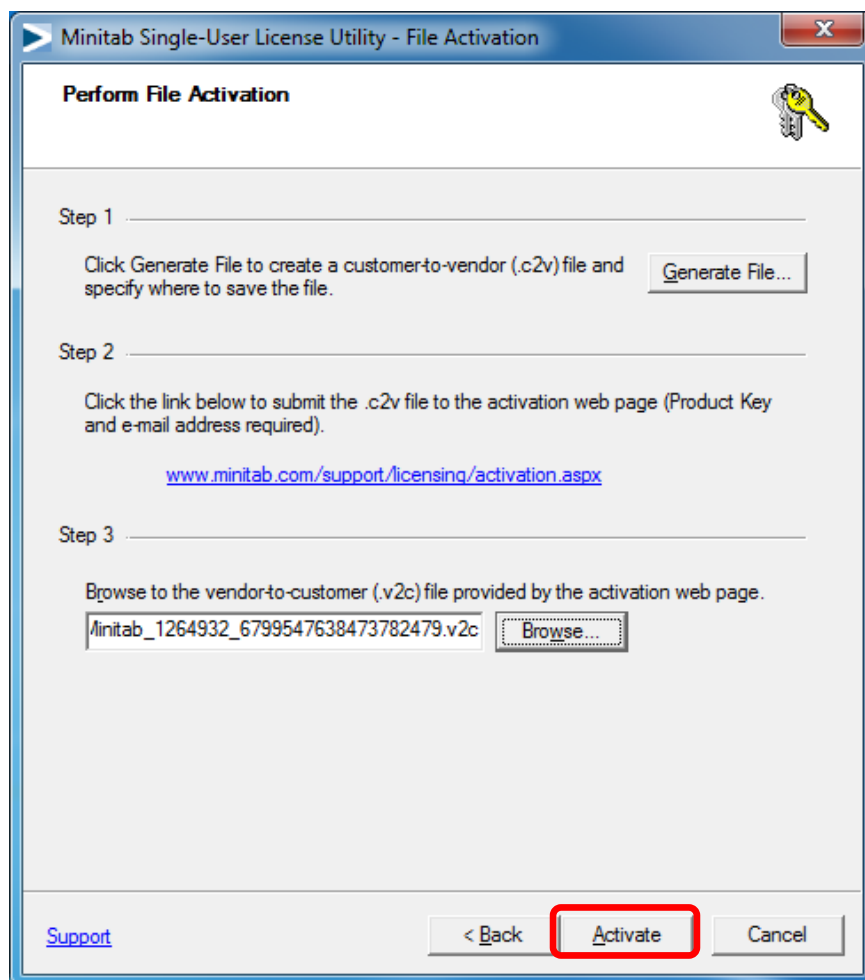 Minitab Single-User License Utility - File Activation
Perform File Activation
Step 1
Click Generate File to create a customer-to-vendor (.c2v) file and
specify where to save the file.
Generate File...
Step 2
Click the link below to submit the .c2v file to the activation web page (Product Key
and e-mail address required).
www.minitab.com/support/licensing/activation.aspx
Step 3
Browse to the vendor-to-customer (.v2c) file provided by the activation web page.
initab_1264932_6799547638473782479.v2c
Browse...
Support
< Back
Activate
Cancel